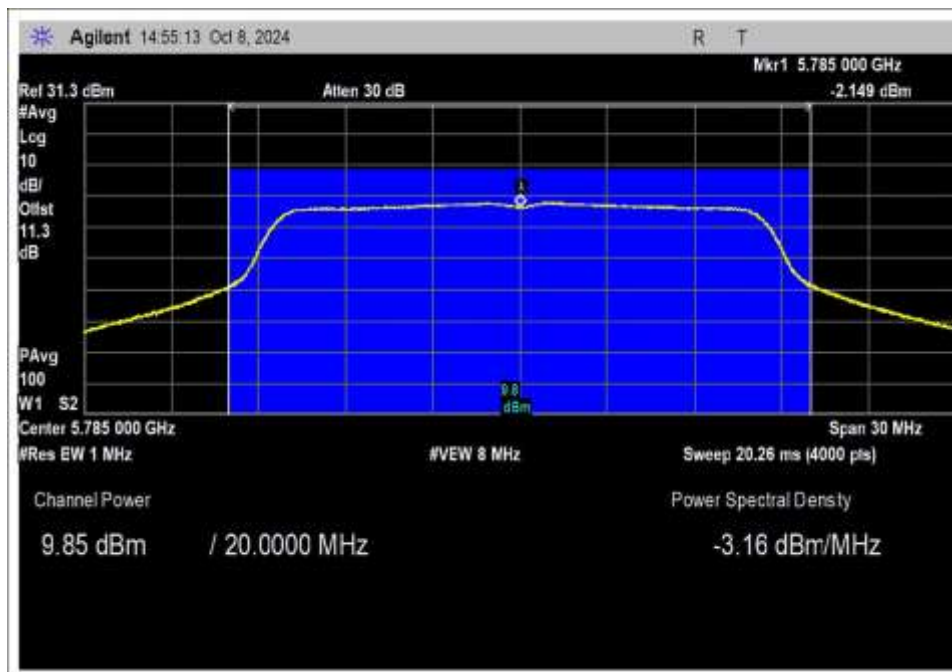 Agilent 14:55:13 Oct 8, 2024 R T
Mkr1 5.785 000 GHz
Ref 31.3 dBm Atten 30 dB -2.149 dBm
#Avg
Log
10
dB/
Offst
11.3
dB
PAvg
100
W1 S2
9.8
dBm
Center 5.785 000 GHz Span 30 MHz
#Res BW 1 MHz #VBW 8 MHz Sweep 20.26 ms (4000 pts)
Channel Power Power Spectral Density
9.85 dBm / 20.0000 MHz -3.16 dBm/MHz